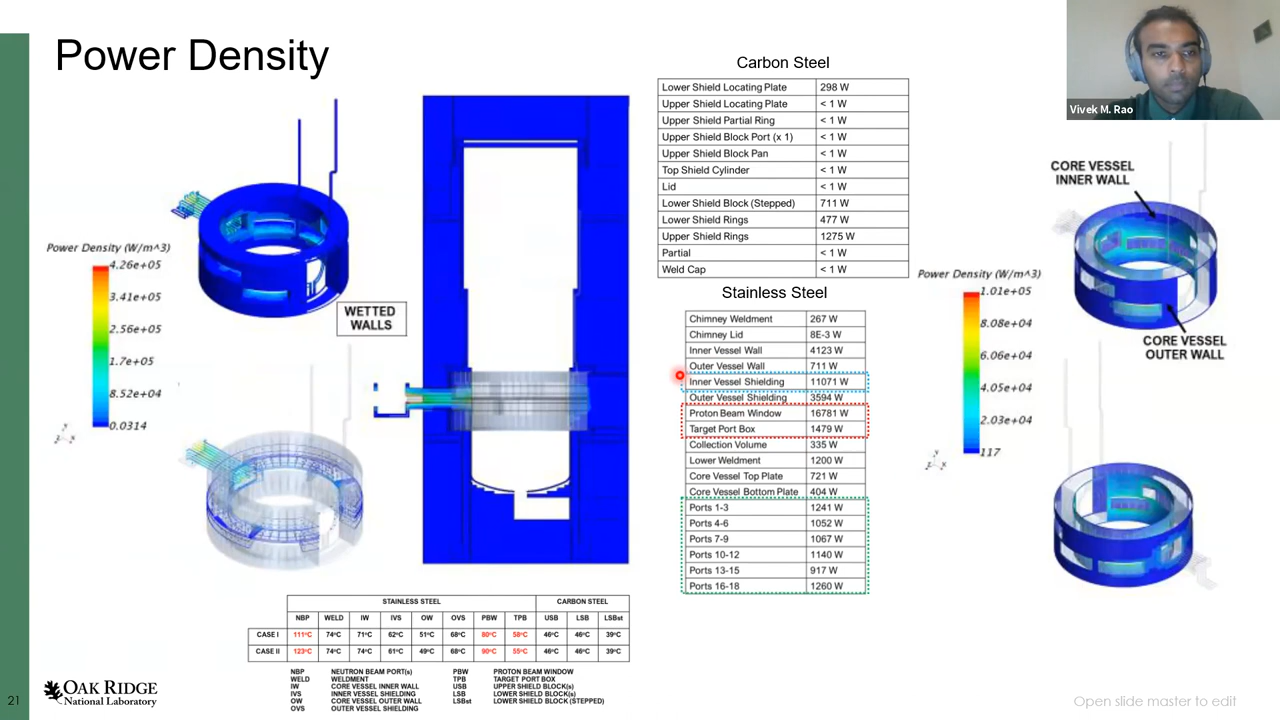 Power Density
Vivek M. Rao
Carbon Steel
Lower Shield Locating Plate 298 W
Upper Shield Locating Plate < 1 W
Upper Shield Partial Ring < 1 W
Upper Shield Block Port (x 1) < 1 W
Upper Shield Block Pan < 1 W
Top Shield Cylinder < 1 W
Lid < 1 W
Lower Shield Block (Stepped) 711 W
Lower Shield Rings 477 W
Upper Shield Rings 1275 W
Partial < 1 W
Weld Cap < 1 W
Stainless Steel
Chimney Weldment 267 W
Chimney Lid 8E-3 W
Inner Vessel Wall 4123 W
Outer Vessel Wall 711 W
Inner Vessel Shielding 11071 W
Outer Vessel Shielding 3594 W
Proton Beam Window 16781 W
Target Port Box 1479 W
Collection Volume 335 W
Lower Weldment 1200 W
Core Vessel Top Plate 721 W
Core Vessel Bottom Plate 404 W
Ports 1-3 1241 W
Ports 4-6 1052 W
Ports 7-9 1067 W
Ports 10-12 1140 W
Ports 13-15 917 W
Ports 16-18 1260 W
Power Density (W/m^3)
4.26e+05
3.41e+05
2.56e+05
1.7e+05
8.52e+04
0.0314
WETTED
WALLS
CORE VESSEL
INNER WALL
Power Density (W/m^3)
1.01e+05
8.08e+04
6.06e+04
4.05e+04
2.03e+04
117
CORE VESSEL
OUTER WALL
STAINLESS STEEL CARBON STEEL
NBP WELD IW IVS OW OVS PBW TPB USB LSB LSBst
CASE I 111°C 74°C 71°C 62°C 51°C 68°C 80°C 58°C 46°C 46°C 39°C
CASE II 123°C 74°C 74°C 61°C 49°C 68°C 90°C 55°C 46°C 46°C 39°C
NBP NEUTRON BEAM PORT(s) PBW PROTON BEAM WINDOW
WELD WELDMENT TPB TARGET PORT BOX
IW CORE VESSEL INNER WALL USB UPPER SHIELD BLOCK(s)
IVS INNER VESSEL SHIELDING LSB LOWER SHIELD BLOCK(s)
OW CORE VESSEL OUTER WALL LSBst LOWER SHIELD BLOCK (STEPPED)
OVS OUTER VESSEL SHIELDING
21
OAK RIDGE
National Laboratory
Open slide master to edit